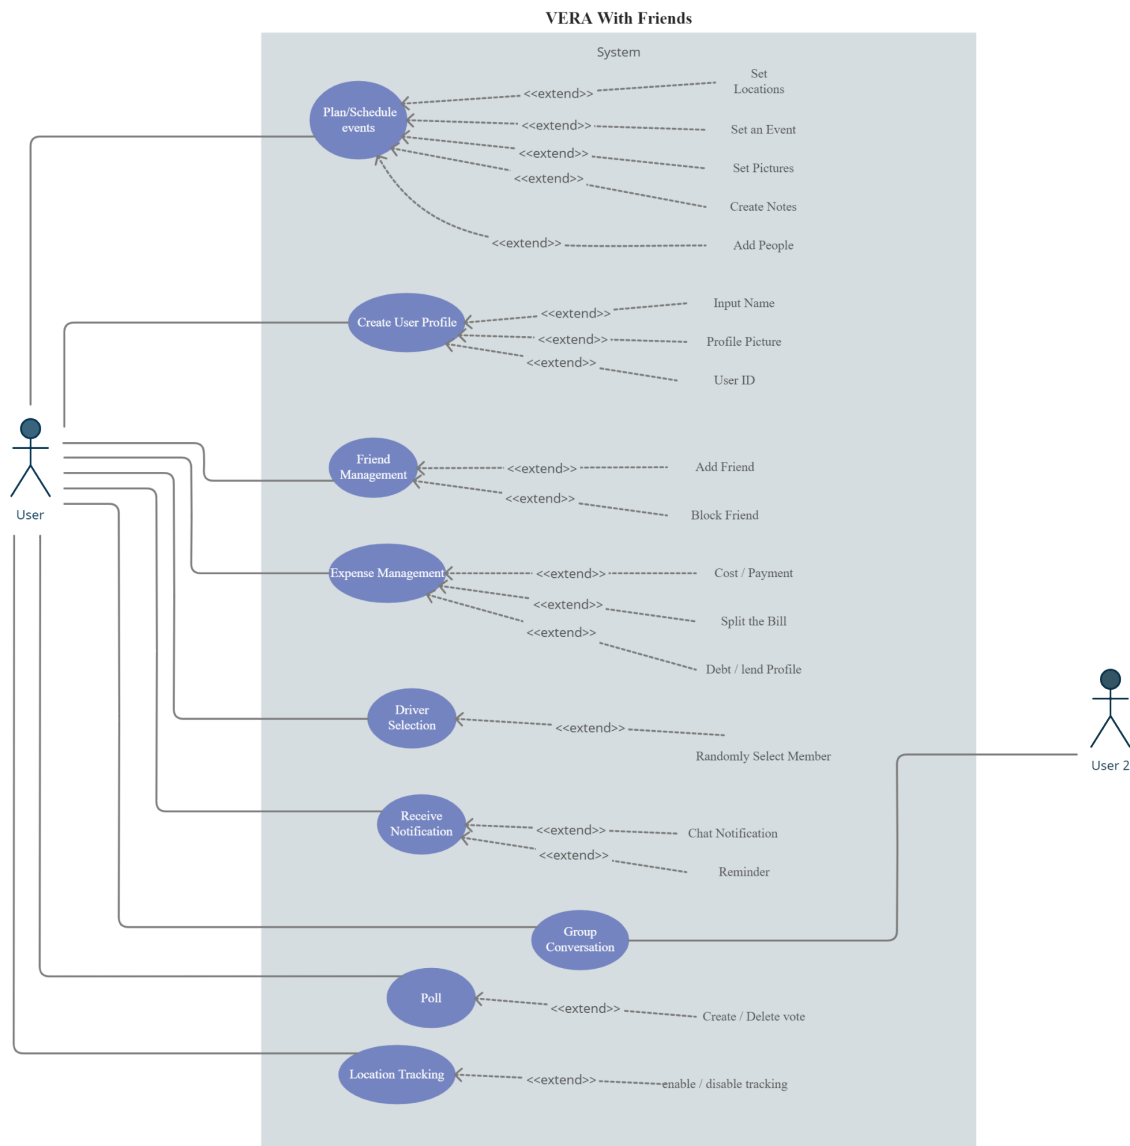 VERA With Friends
System
Set
Locations
<<extend>>
Plan/Schedule
events
<<extend>>
Set an Event
<<extend>>
Set Pictures
<<extend>>
Create Notes
<<extend>>
Add People
Input Name
<<extend>>
Create User Profile
<<extend>>
Profile Picture
<<extend>>
User ID
Friend
Management
<<extend>>
Add Friend
<<extend>>
Block Friend
User
Expense Management
<<extend>>
Cost / Payment
<<extend>>
Split the Bill
<<extend>>
Debt / lend Profile
Driver
Selection
<<extend>>
Randomly Select Member
User 2
Receive
Notification
<<extend>>
Chat Notification
<<extend>>
Reminder
Group
Conversation
Poll
<<extend>>
Create / Delete vote
Location Tracking
<<extend>>
enable / disable tracking